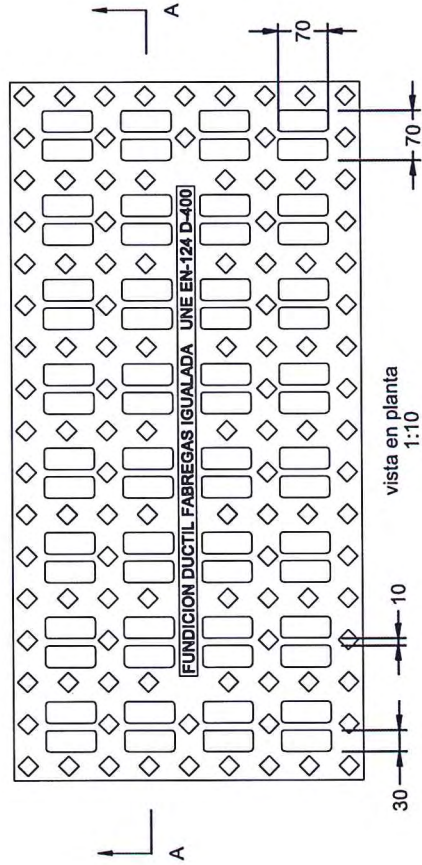 A
A
70
70
FUNDICION DUCTIL FABREGAS IGUALADA UNE EN-124 D-400
vista en planta
1:10
10
30